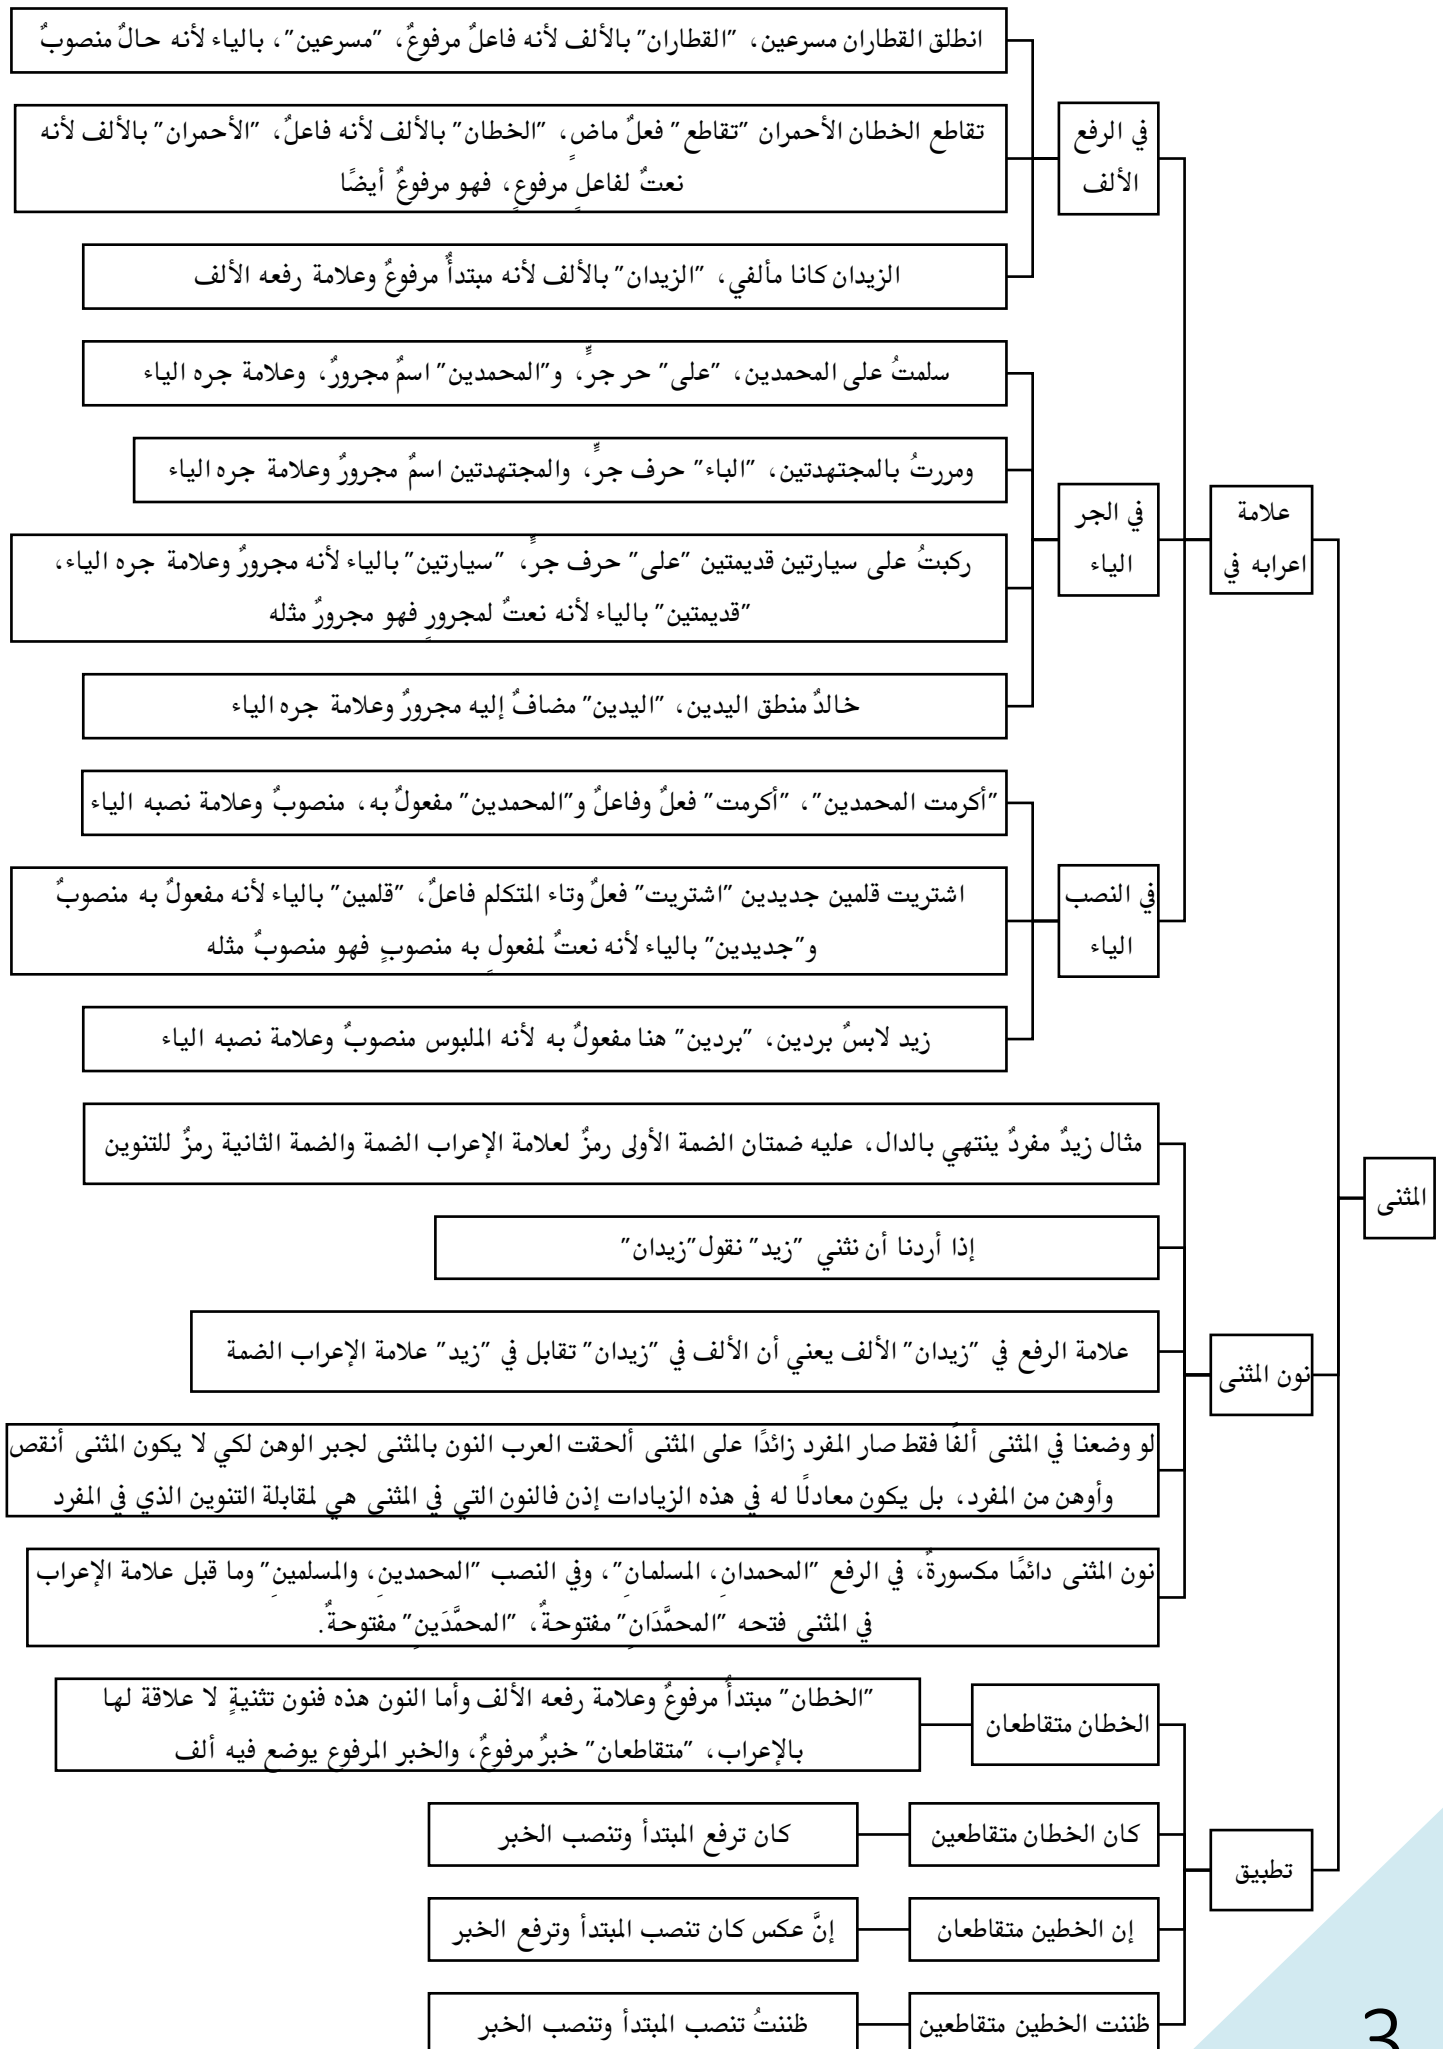 المثنى
علامة
اعرابه في
في الرفع
الألف
انطلق القطاران مسرعين، "القطاران" بالألف لأنه فاعلٌ مرفوعٌ، "مسرعين"، بالياء لأنه حالٌ منصوبٌ
تقاطع الخطان الأحمران "تقاطع" فعلٌ ماضٍ، "الخطان" بالألف لأنه فاعلٌ، "الأحمران" بالألف لأنه
نعتٌ لفاعلٍ مرفوعٍ، فهو مرفوعٌ أيضًا
الزيدان كانا مألفي، "الزيدان" بالألف لأنه مبتدأٌ مرفوعٌ وعلامة رفعه الألف
في الجر
الياء
سلمتُ على المحمدين، "على" حر جرٍّ، و"المحمدين" اسمٌ مجرورٌ، وعلامة جره الياء
ومررتُ بالمجتهدتين، "الباء" حرف جرٍّ، والمجتهدتين اسمٌ مجرورٌ وعلامة جره الياء
ركبتُ على سيارتين قديمتين "على" حرف جرٍّ، "سيارتين" بالياء لأنه مجرورٌ وعلامة جره الياء،
"قديمتين" بالياء لأنه نعتٌ لمجرورٍ فهو مجرورٌ مثله
خالدٌ منطق اليدين، "اليدين" مضافٌ إليه مجرورٌ وعلامة جره الياء
في النصب
الياء
"أكرمت المحمدين"، "أكرمت" فعلٌ وفاعلٌ و"المحمدين" مفعولٌ به، منصوبٌ وعلامة نصبه الياء
اشتريت قلمين جديدين "اشتريت" فعلٌ وتاء المتكلم فاعلٌ، "قلمين" بالياء لأنه مفعولٌ به منصوبٌ
و"جديدين" بالياء لأنه نعتٌ لمفعولٍ به منصوبٍ فهو منصوبٌ مثله
زيد لابسٌ بردين، "بردين" هنا مفعولٌ به لأنه الملبوس منصوبٌ وعلامة نصبه الياء
نون المثنى
مثال زيدٌ مفردٌ ينتهي بالدال، عليه ضمتان الضمة الأولى رمزٌ لعلامة الإعراب الضمة والضمة الثانية رمزٌ للتنوين
إذا أردنا أن نثني "زيد" نقول"زيدان"
علامة الرفع في "زيدان" الألف يعني أن الألف في "زيدان" تقابل في "زيد" علامة الإعراب الضمة
لو وضعنا في المثنى ألفًا فقط صار المفرد زائدًا على المثنى ألحقت العرب النون بالمثنى لجبر الوهن لكي لا يكون المثنى أنقص
وأوهن من المفرد، بل يكون معادلًا له في هذه الزيادات إذن فالنون التي في المثنى هي لمقابلة التنوين الذي في المفرد
نون المثنى دائمًا مكسورةٌ، في الرفع "المحمدانِ، المسلمانِ"، وفي النصب "المحمدينِ، والمسلمينِ" وما قبل علامة الإعراب
في المثنى فتحه "المحمَّدَانِ" مفتوحةٌ، "المحمَّدَينِ" مفتوحةٌ.
تطبيق
الخطان متقاطعان
"الخطان" مبتدأٌ مرفوعٌ وعلامة رفعه الألف وأما النون هذه فنون تثنيةٍ لا علاقة لها
بالإعراب، "متقاطعان" خبرٌ مرفوعٌ، والخبر المرفوع يوضع فيه ألف
كان الخطان متقاطعين
كان ترفع المبتدأ وتنصب الخبر
إن الخطين متقاطعان
إنَّ عكس كان تنصب المبتدأ وترفع الخبر
ظننت الخطين متقاطعين
ظننتُ تنصب المبتدأ وتنصب الخبر
3